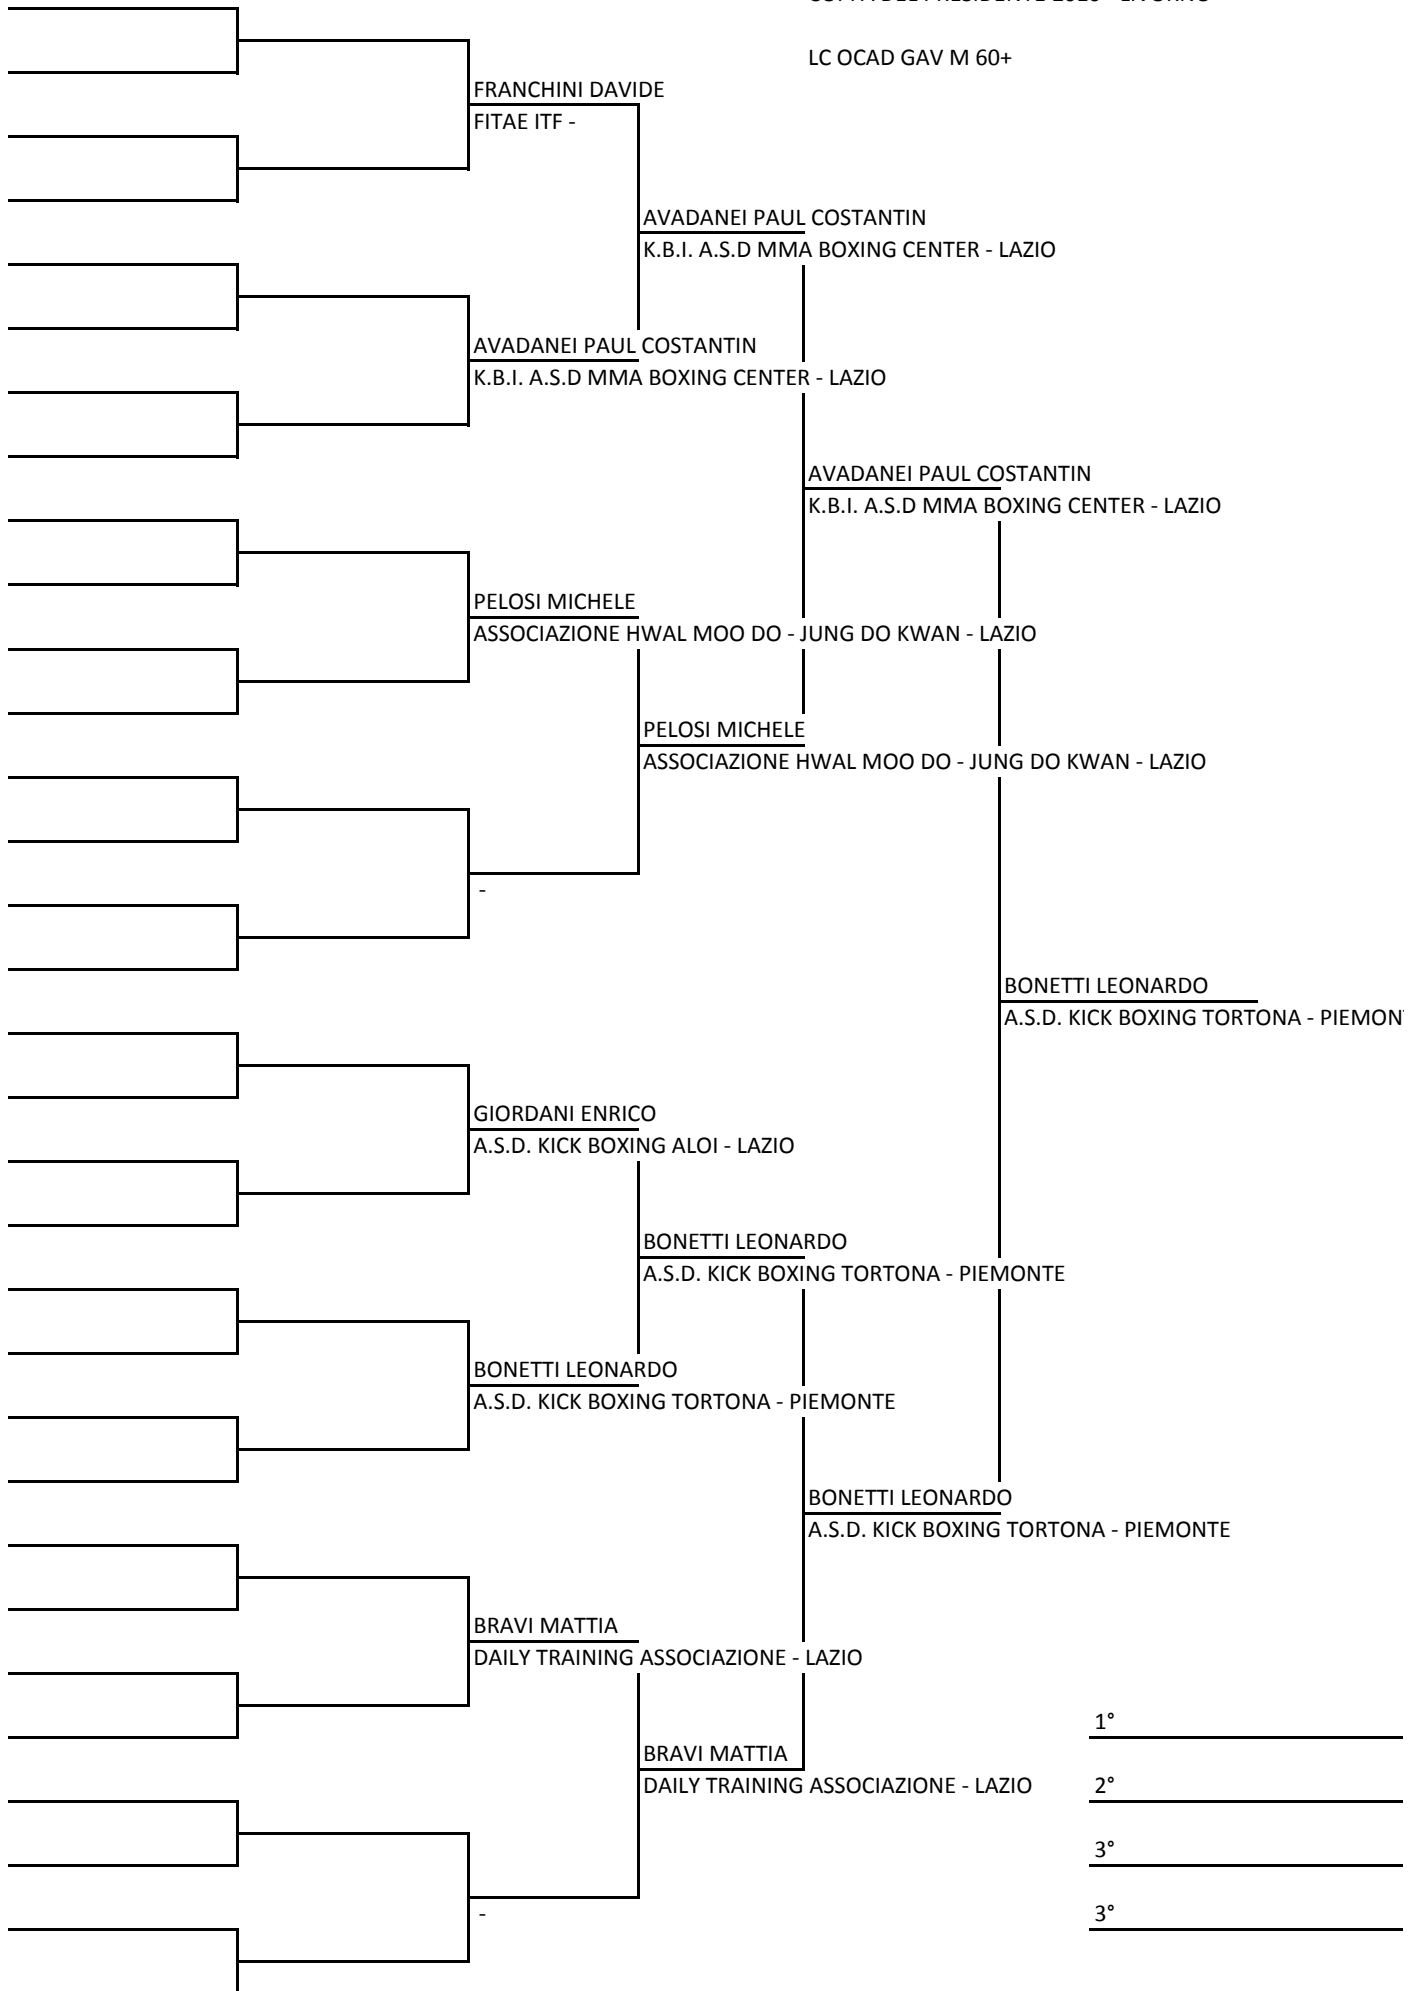 LC OCAD GAV M 60+
FRANCHINI DAVIDE
FITAE ITF -
AVADANEI PAUL COSTANTIN
K.B.I. A.S.D MMA BOXING CENTER - LAZIO
AVADANEI PAUL COSTANTIN
K.B.I. A.S.D MMA BOXING CENTER - LAZIO
AVADANEI PAUL COSTANTIN
K.B.I. A.S.D MMA BOXING CENTER - LAZIO
PELOSI MICHELE
ASSOCIAZIONE HWAL MOO DO - JUNG DO KWAN - LAZIO
PELOSI MICHELE
ASSOCIAZIONE HWAL MOO DO - JUNG DO KWAN - LAZIO
-
BONETTI LEONARDO
A.S.D. KICK BOXING TORTONA - PIEMON
GIORDANI ENRICO
A.S.D. KICK BOXING ALOI - LAZIO
BONETTI LEONARDO
A.S.D. KICK BOXING TORTONA - PIEMONTE
BONETTI LEONARDO
A.S.D. KICK BOXING TORTONA - PIEMONTE
BONETTI LEONARDO
A.S.D. KICK BOXING TORTONA - PIEMONTE
BRAVI MATTIA
DAILY TRAINING ASSOCIAZIONE - LAZIO
1°
BRAVI MATTIA
DAILY TRAINING ASSOCIAZIONE - LAZIO
2°
3°
-
3°